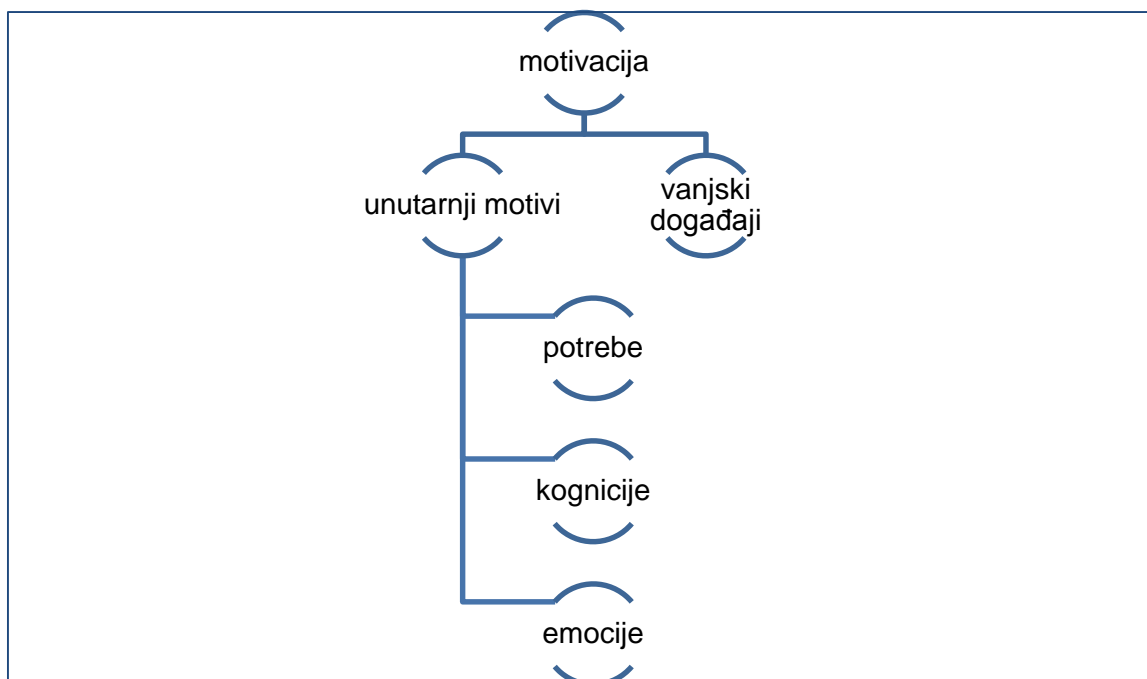 motivacija
unutarnji motivi
vanjski
događaji
potrebe
kognicije
emocije